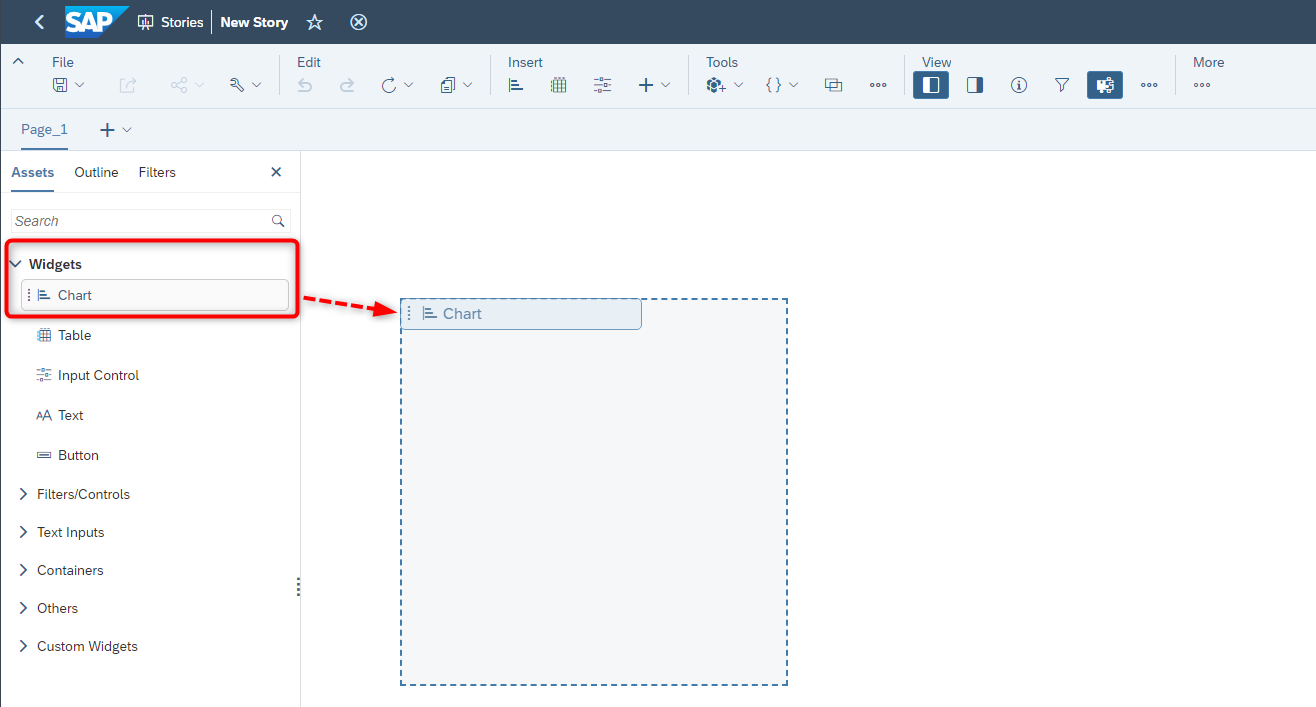 SAP Stories New Story
File Edit Insert Tools View More
Page_1
Assets Outline Filters
Search
Widgets
Chart
Chart
Table
Input Control
AA Text
Button
Filters/Controls
Text Inputs
Containers
Others
Custom Widgets